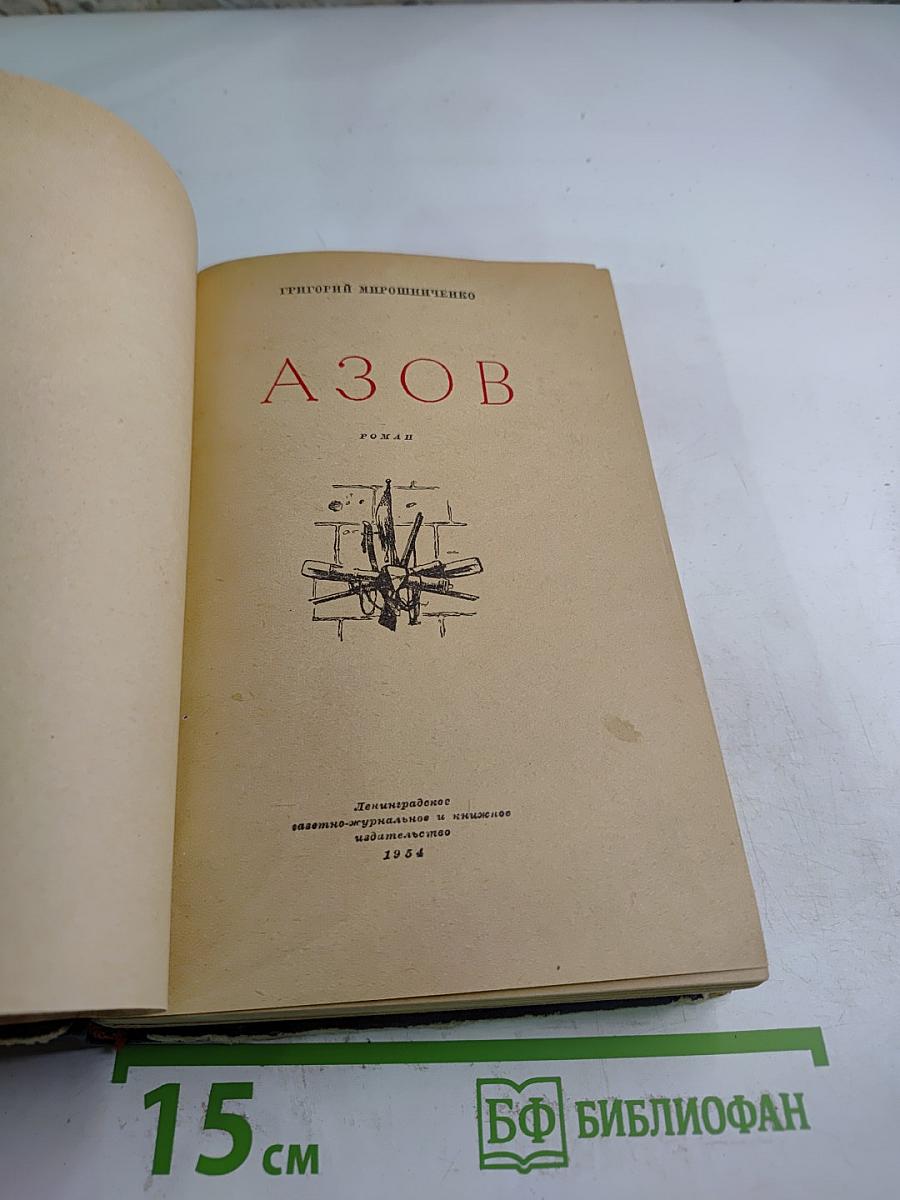 ГРИГОРИЙ МИРОШНИЧЕНКО
АЗОВ
РОМАН
Ленинградское
газетно-журнальное и книжное
издательство
1954
15 см
БФ БИБЛИОФАН